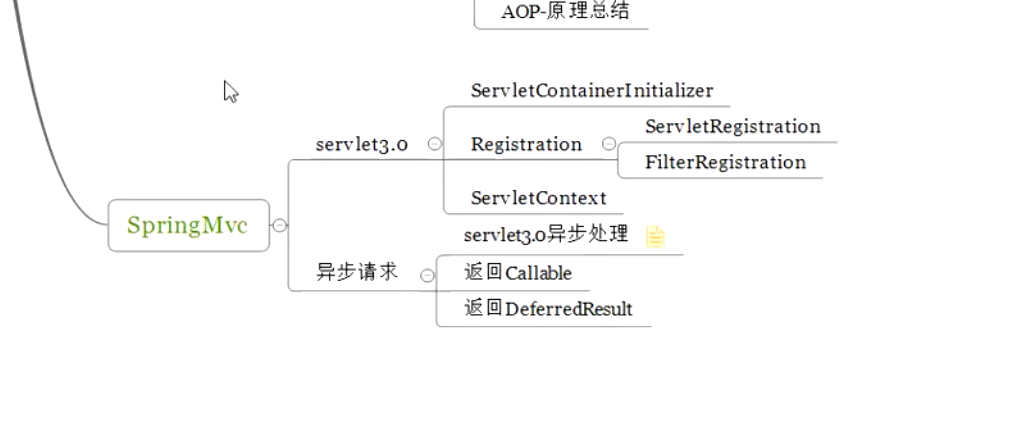 AOP-原理总结
ServletContainerInitializer
ServletRegistration
servlet3.0
Registration
FilterRegistration
ServletContext
SpringMvc
servlet3.0异步处理
异步请求
返回Callable
返回DeferredResult